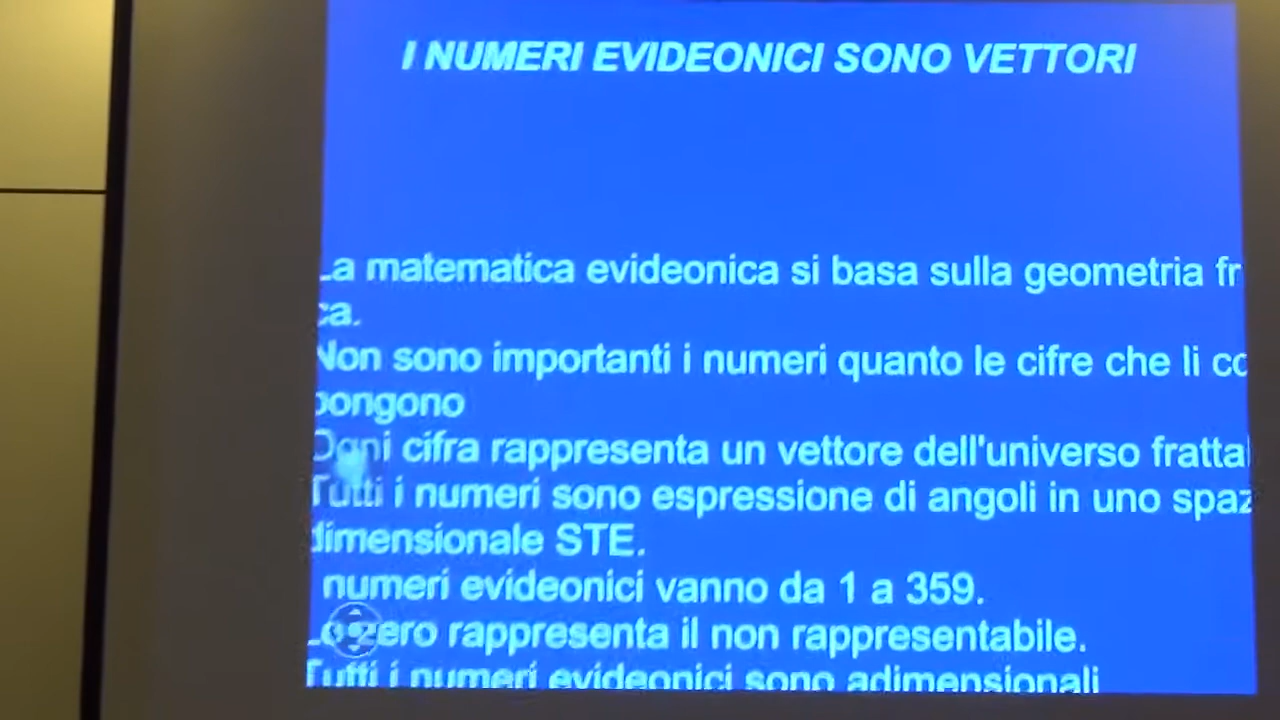 I NUMERI EVIDEONICI SONO VETTORI
La matematica evideonica si basa sulla geometria fr
ca.
Non sono importanti i numeri quanto le cifre che li co
pongono
Ogni cifra rappresenta un vettore dell'universo fratta
Tutti i numeri sono espressione di angoli in uno spaz
dimensionale STE.
numeri evideonici vanno da 1 a 359.
Lo zero rappresenta il non rappresentabile.
Tutti i numeri evideonici sono adimensionali